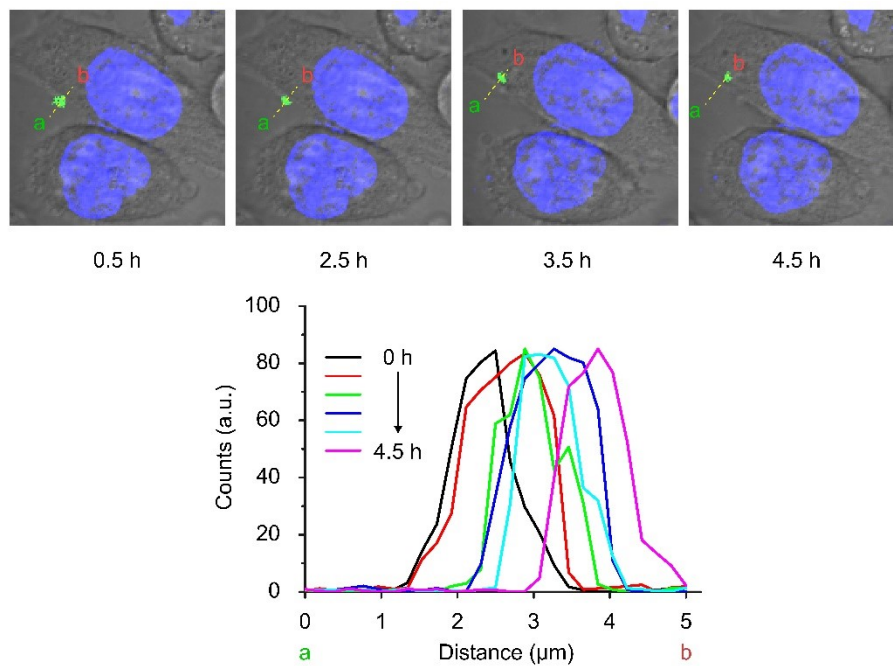 b b b b
a a a a
0.5 h 2.5 h 3.5 h 4.5 h
100
80
60
40
20
0
Counts (a.u.)
0 h
4.5 h
0 1 2 3 4 5
a Distance (µm) b